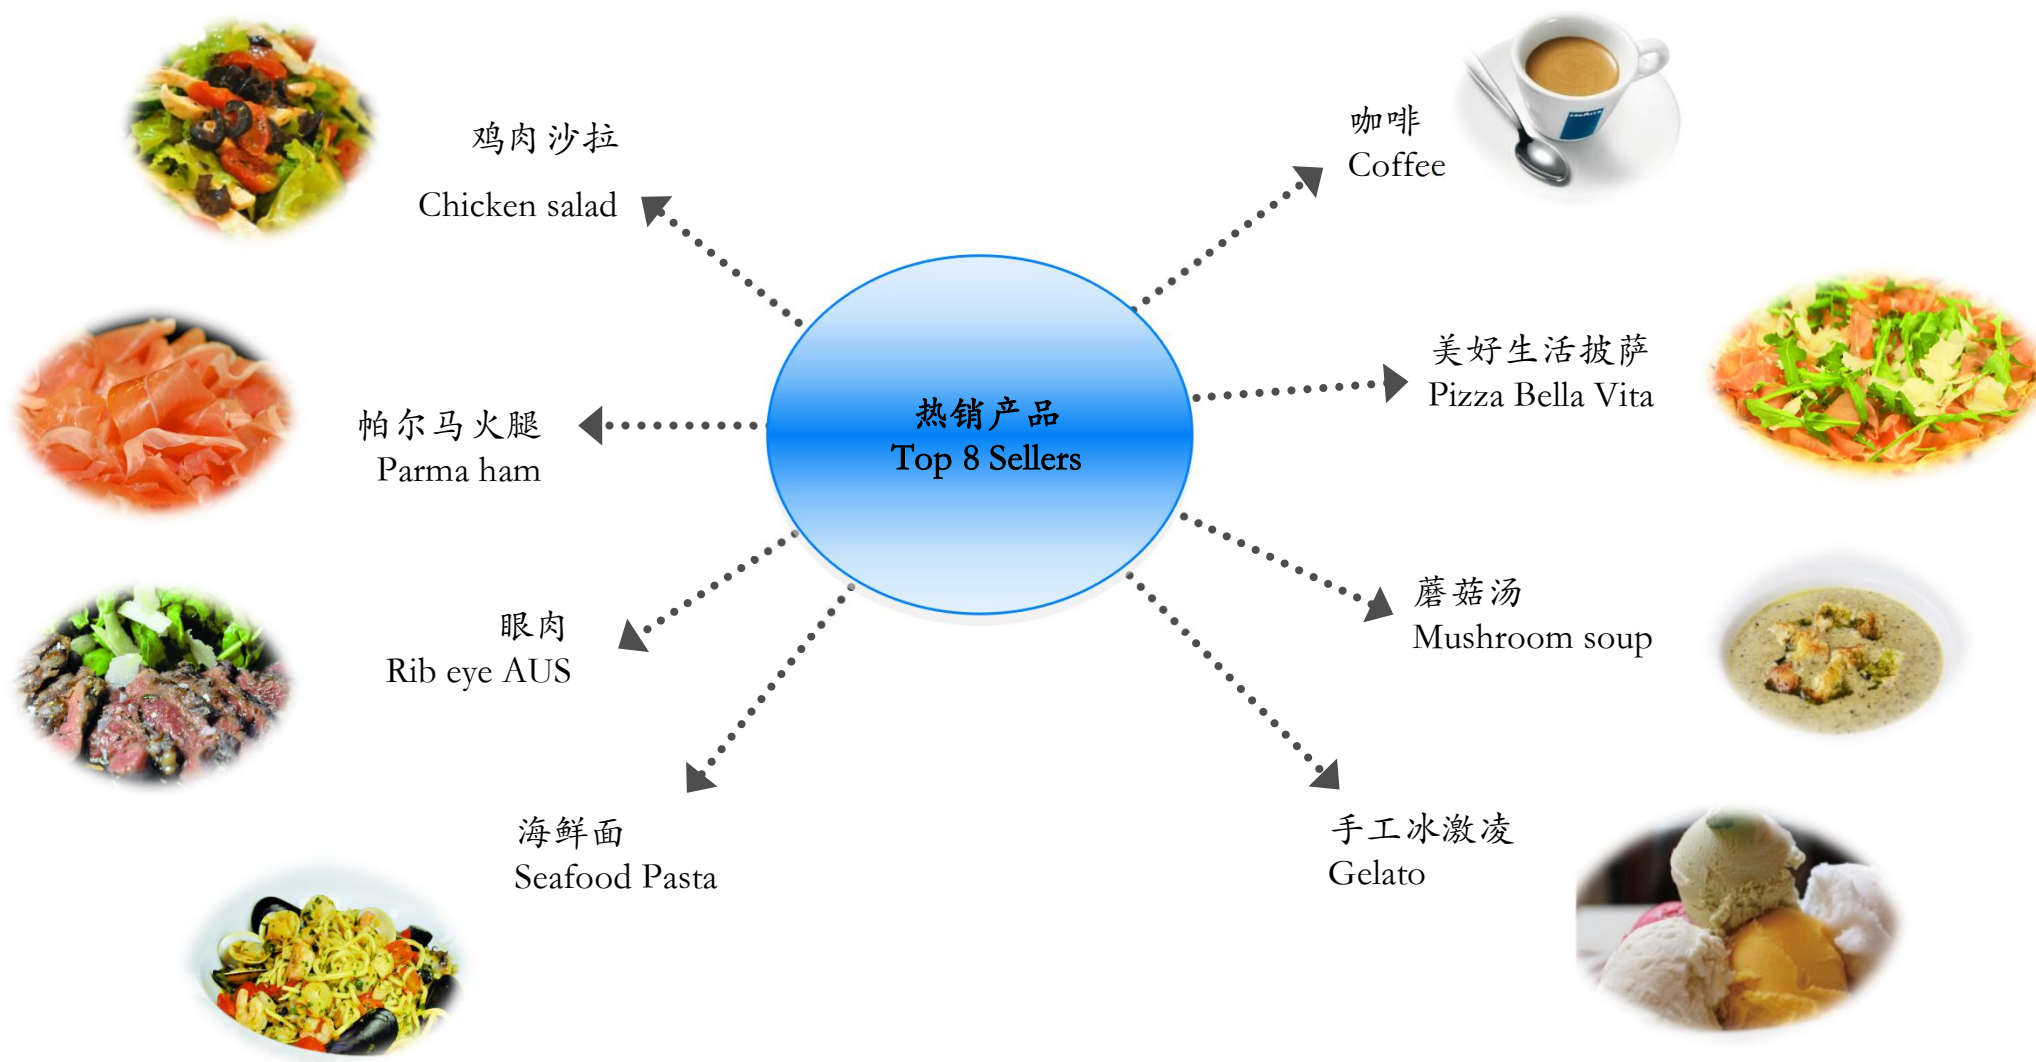 鸡肉沙拉
Chicken salad
咖啡
Coffee
帕尔马火腿
Parma ham
热销产品
Top 8 Sellers
美好生活披萨
Pizza Bella Vita
眼肉
Rib eye AUS
蘑菇汤
Mushroom soup
海鲜面
Seafood Pasta
手工冰激凌
Gelato
LAVAZZA